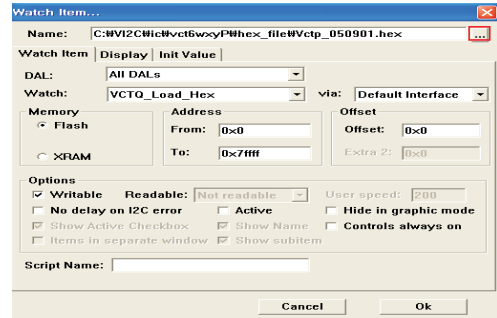 Watch Item...
Name: C:₩VI2C₩ic₩vct6wxyP₩hex_file₩Vctp_050901.hex ...
Watch Item Display Init Value
DAL: All DALs
Watch: VCTQ_Load_Hex via: Default Interface
Memory Address Offset
Flash From: 0x0 Offset: 0x0
XRAM To: 0x7ffff Extra 2: 0x0
Options
Writable Readable: Not readable User speed: 200
No delay on I2C error Active Hide in graphic mode
Show Active Checkbox Show Name Controls always on
Items in separate window Show subitem
Script Name:
Cancel Ok